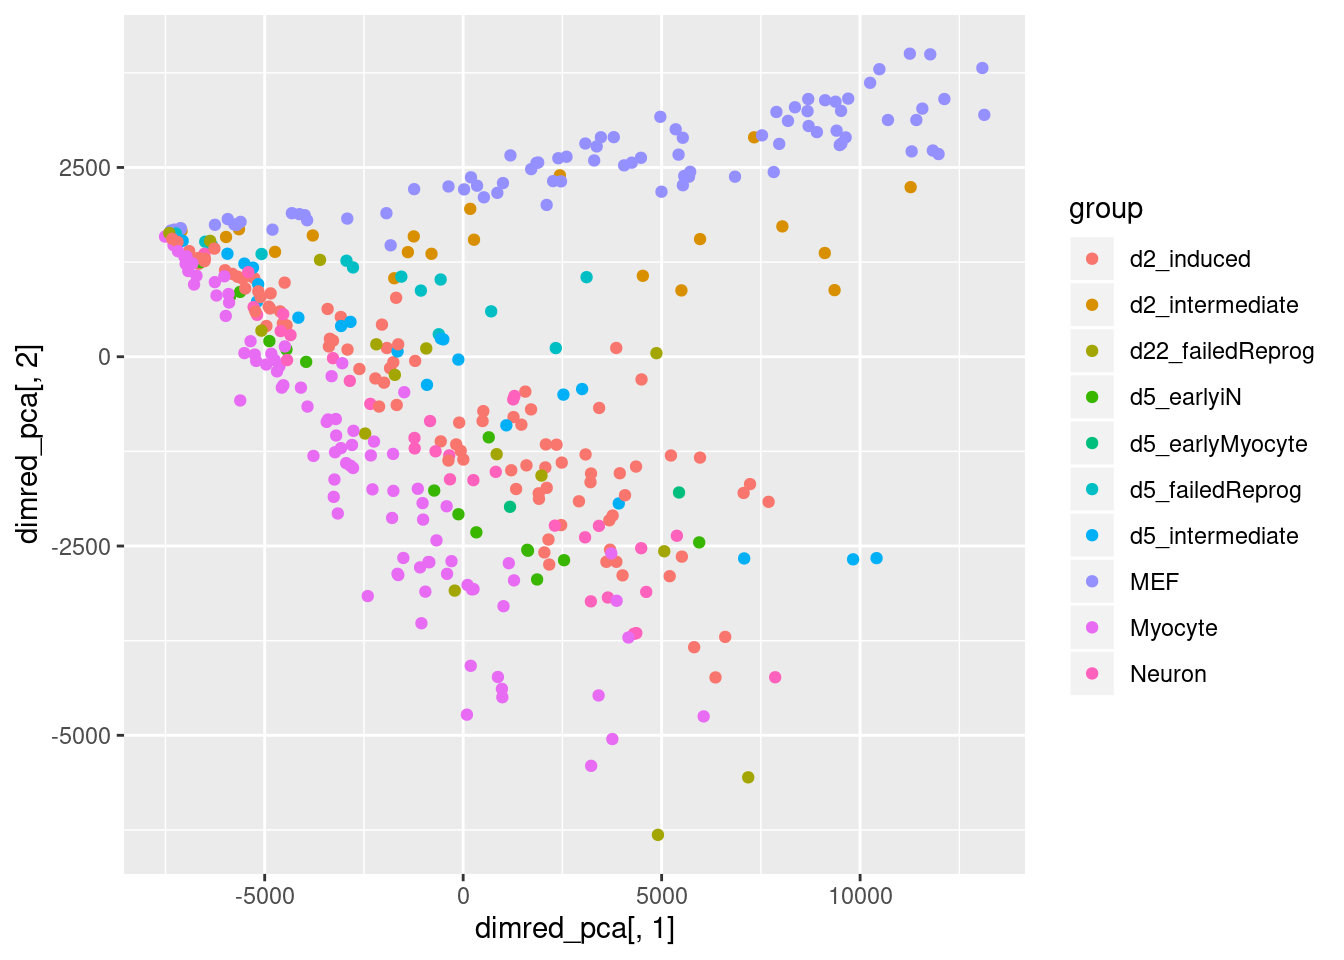 group
d2_induced
d2_intermediate
d22_failedReprog
d5_earlyiN
d5_earlyMyocyte
d5_failedReprog
d5_intermediate
MEF
Myocyte
Neuron
dimred_pca[, 2]
2500
0
-2500
-5000
-5000 0 5000 10000
dimred_pca[, 1]